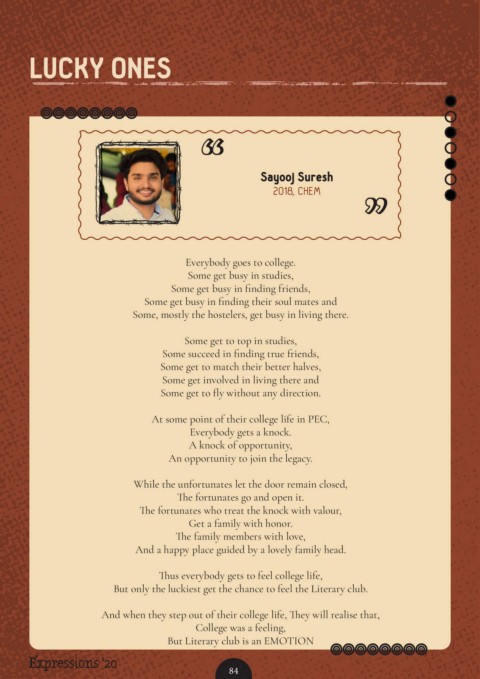 LUCKY ONES
Sayooj Suresh
2018, CHEM
Everybody goes to college.
Some get busy in studies,
Some get busy in finding friends,
Some get busy in finding their soul mates and
Some, mostly the hostelers, get busy in living there.
Some get to top in studies,
Some succeed in finding true friends,
Some get to match their better halves,
Some get involved in living there and
Some get to fly without any direction.
At some point of their college life in PEC,
Everybody gets a knock.
A knock of opportunity,
An opportunity to join the legacy.
While the unfortunates let the door remain closed,
The fortunates go and open it.
The fortunates who treat the knock with valour,
Get a family with honor.
The family members with love,
And a happy place guided by a lovely family head.
Thus everybody gets to feel college life,
But only the luckiest get the chance to feel the Literary club.
And when they step out of their college life, They will realise that,
College was a feeling,
But Literary club is an EMOTION
Expressions '20
84